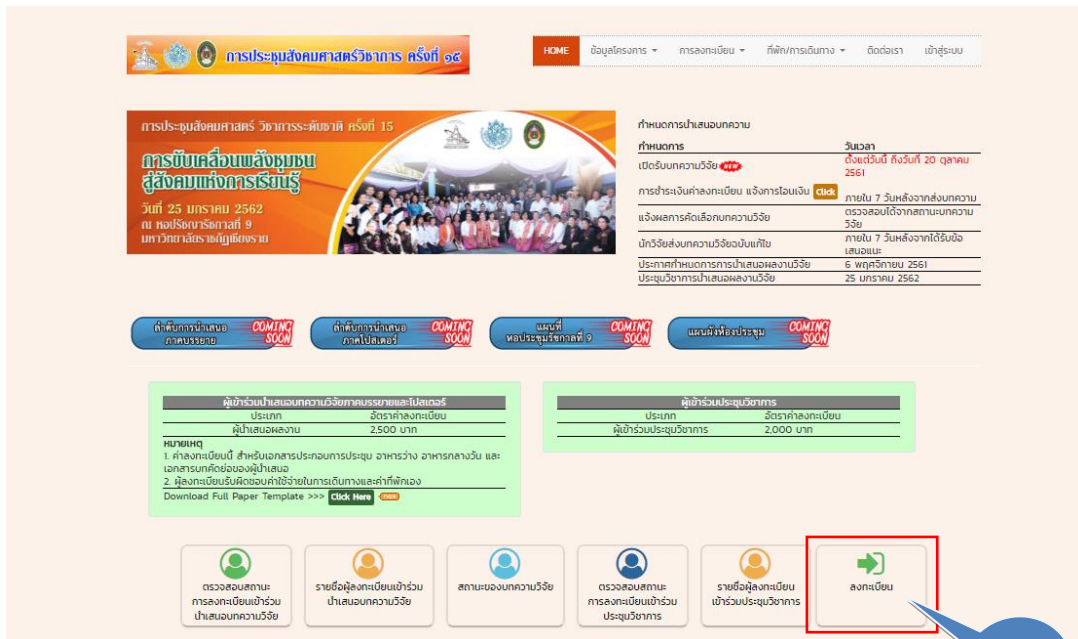 การประชุมสังคมศาสตร์วิชาการ ครั้งที่ ๑๕
HOME ข้อมูลโครงการ การลงทะเบียน ที่พัก/การเดินทาง ติดต่อเรา เข้าสู่ระบบ
การประชุมสังคมศาสตร์ วิชาการระดับชาติ ครั้งที่ 15
การขับเคลื่อนพลังชุมชน
สู่สังคมแห่งการเรียนรู้
วันที่ 25 มกราคม 2562
ณ หอปรัชญารัชกาลที่ 9
มหาวิทยาลัยราชภัฏเชียงราย
กำหนดการนำเสนอบทความ
กำหนดการ วันเวลา
เปิดรับบทความวิจัย NEW ตั้งแต่วันนี้ ถึงวันที่ 20 ตุลาคม
2561
การชำระเงินค่าลงทะเบียน แจ้งการโอนเงิน Click ภายใน 7 วันหลังจากส่งบทความ
แจ้งผลการคัดเลือกบทความวิจัย ตรวจสอบได้จากสถานะบทความ
วิจัย
นักวิจัยส่งบทความวิจัยฉบับแก้ไข ภายใน 7 วันหลังจากได้รับข้อ
เสนอแนะ
ประกาศกำหนดการการนำเสนอผลงานวิจัย 6 พฤศจิกายน 2561
ประชุมวิชาการนำเสนอผลงานวิจัย 25 มกราคม 2562
ลำดับการนำเสนอ
ภาคบรรยาย
COMING
SOON
ลำดับการนำเสนอ
ภาคโปสเตอร์
COMING
SOON
แผนที่
หอประชุมรัชกาลที่ 9
COMING
SOON
แผนผังห้องประชุม
COMING
SOON
ผู้เข้าร่วมนำเสนอบทความวิจัยภาคบรรยายและโปสเตอร์
ประเภท อัตราค่าลงทะเบียน
ผู้นำเสนอผลงาน 2,500 บาท
หมายเหตุ
1. ค่าลงทะเบียนนี้ สำหรับเอกสารประกอบการประชุม อาหารว่าง อาหารกลางวัน และ
เอกสารบทคัดย่อของผู้นำเสนอ
2. ผู้ลงทะเบียนรับผิดชอบค่าใช้จ่ายในการเดินทางและค่าที่พักเอง
Download Full Paper Template >>> Click Here
ผู้เข้าร่วมประชุมวิชาการ
ประเภท อัตราค่าลงทะเบียน
ผู้เข้าร่วมประชุมวิชาการ 2,000 บาท
ตรวจสอบสถานะ
การลงทะเบียนเข้าร่วม
นำเสนอบทความวิจัย
รายชื่อผู้ลงทะเบียนเข้าร่วม
นำเสนอบทความวิจัย
สถานะของบทความวิจัย
ตรวจสอบสถานะ
การลงทะเบียนเข้าร่วม
ประชุมวิชาการ
รายชื่อผู้ลงทะเบียน
เข้าร่วมประชุมวิชาการ
ลงทะเบียน